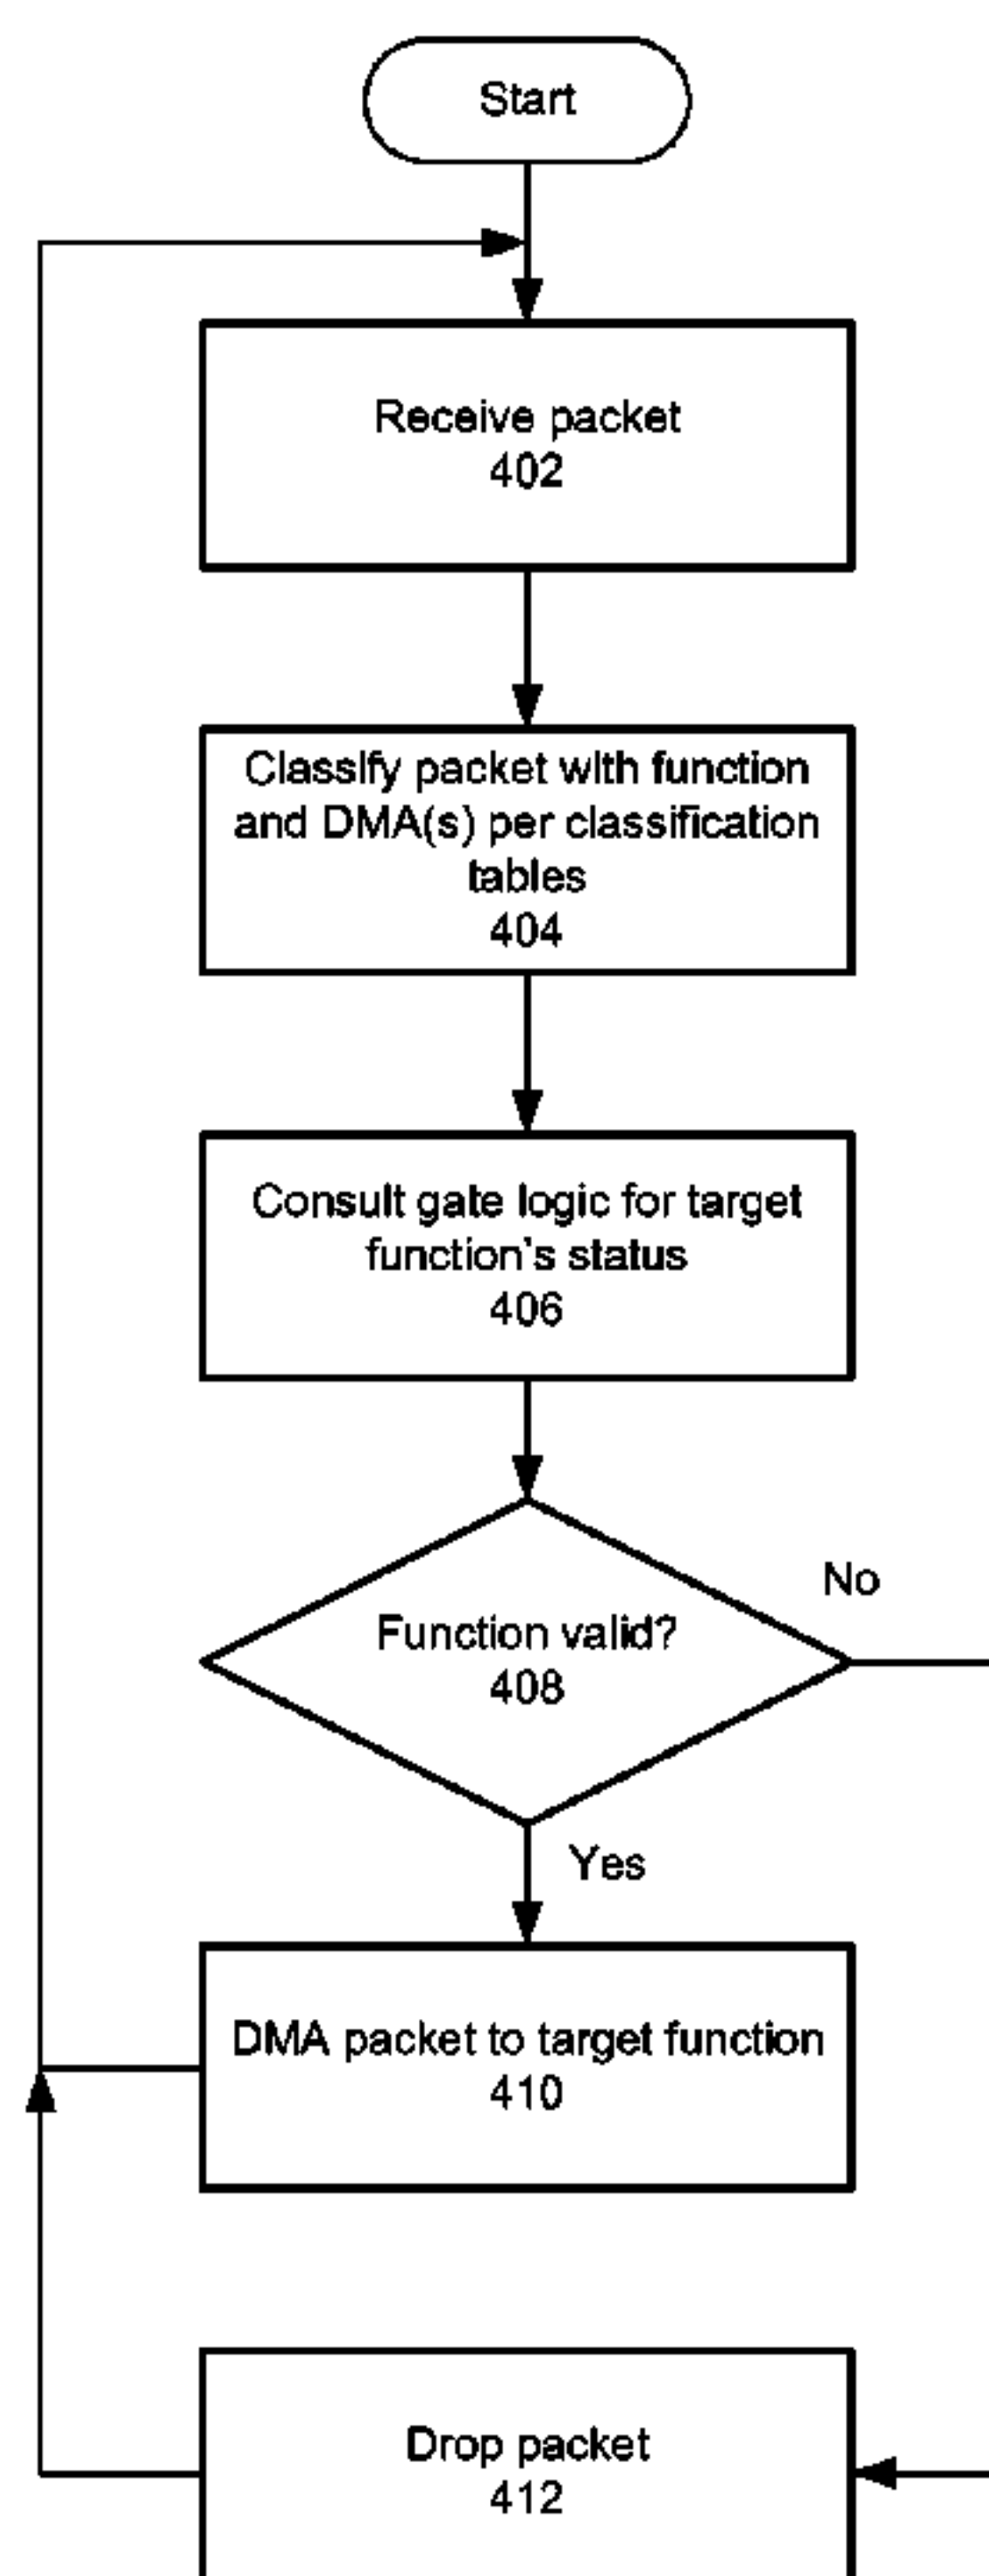 Start
Receive packet
402
Classify packet with function
and DMA(s) per classification
tables
404
Consult gate logic for target
function's status
406
No
Function valid?
408
Yes
DMA packet to target function
410
Drop packet
412